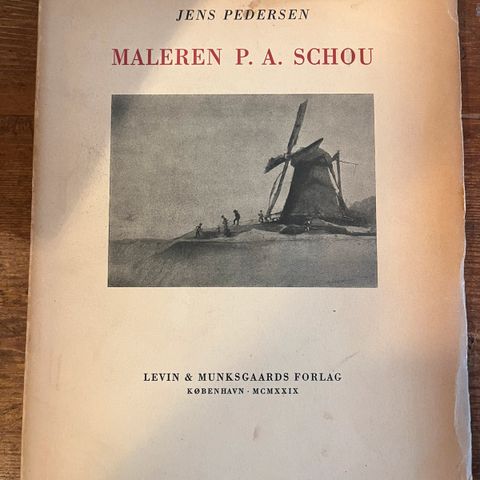 JENS PEDERSEN
MALEREN P. A. SCHOU
LEVIN & MUNKSGAARDS FORLAG
KØBENHAVN · MCMXXIX